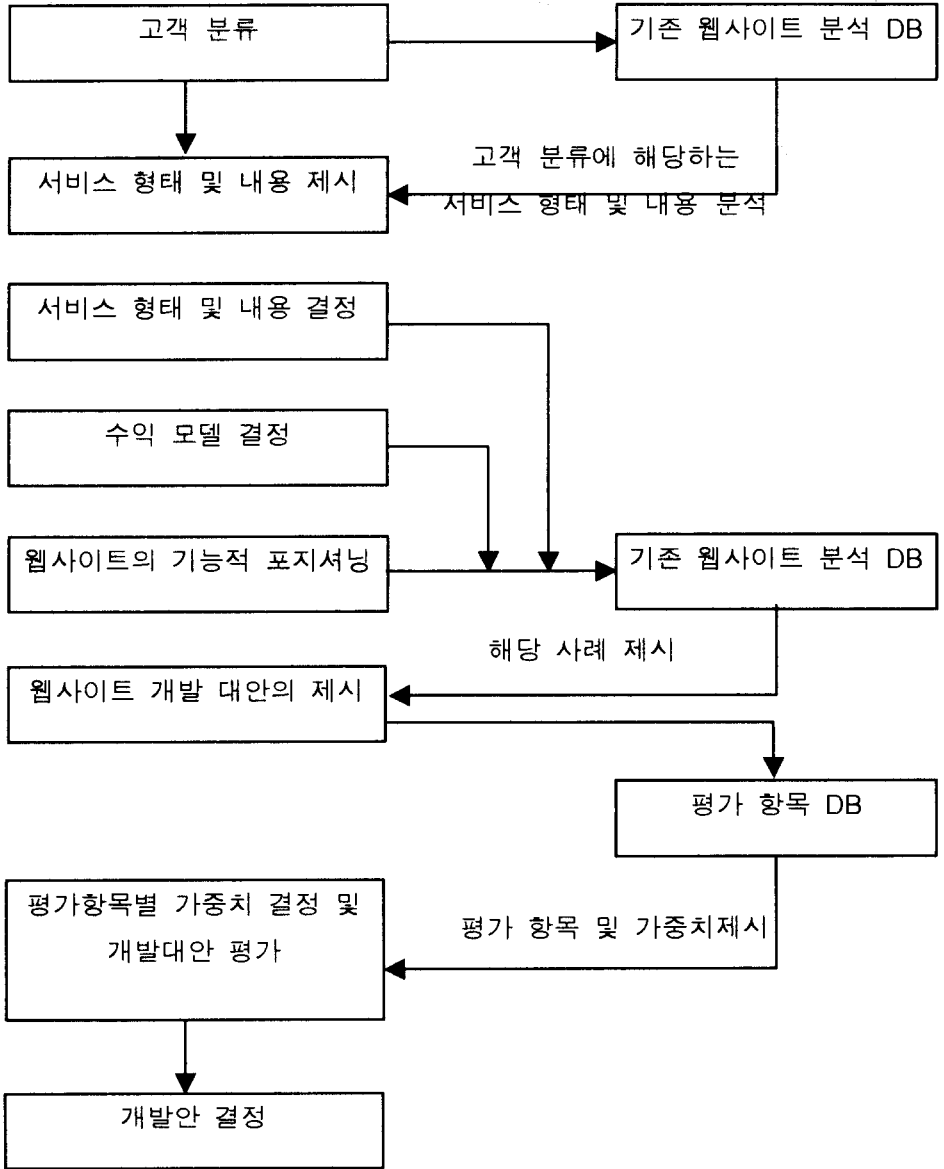 고객 분류
기존 웹사이트 분석 DB
고객 분류에 해당하는
서비스 형태 및 내용 분석
서비스 형태 및 내용 제시
서비스 형태 및 내용 결정
수익 모델 결정
웹사이트의 기능적 포지셔닝
기존 웹사이트 분석 DB
해당 사례 제시
웹사이트 개발 대안의 제시
평가 항목 DB
평가 항목 및 가중치제시
평가항목별 가중치 결정 및
개발대안 평가
개발안 결정